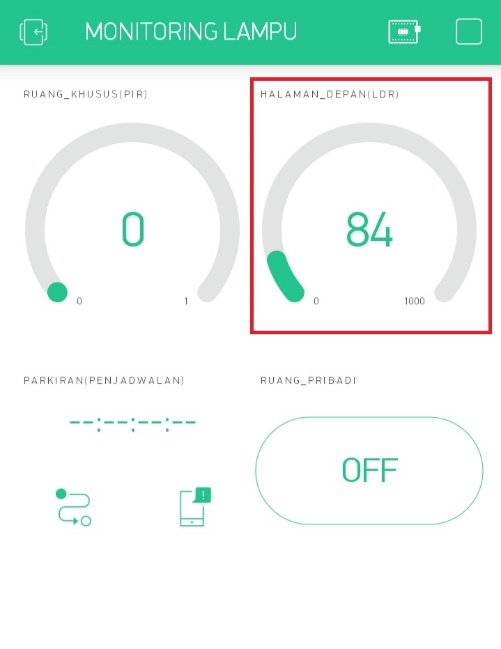 MONITORING LAMPU
RUANG_KHUSUS(PIR)
0
0 1
HALAMAN_DEPAN(LDR)
84
0 1000
PARKIRAN(PENJADWALAN)
--:--:--:--
RUANG_PRIBADI
OFF